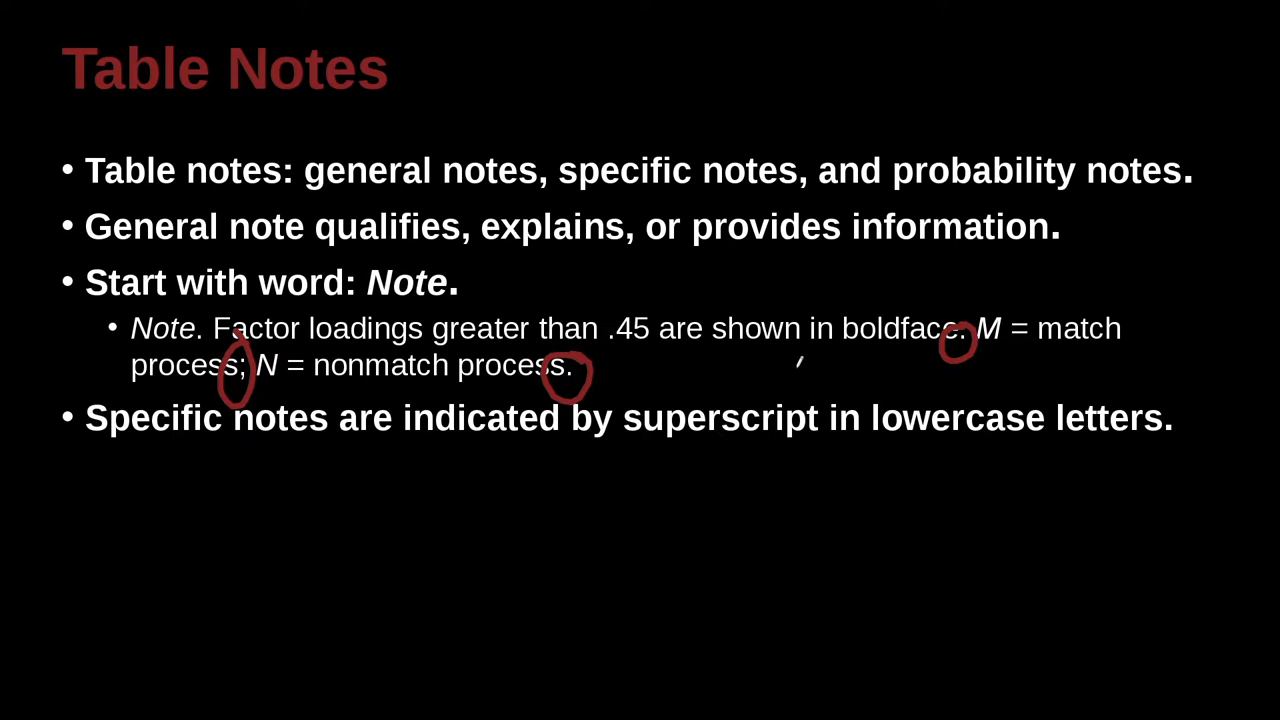 Table Notes
• Table notes: general notes, specific notes, and probability notes.
• General note qualifies, explains, or provides information.
• Start with word: Note.
• Note. Factor loadings greater than .45 are shown in boldface. M = match
process; N = nonmatch process.
• Specific notes are indicated by superscript in lowercase letters.